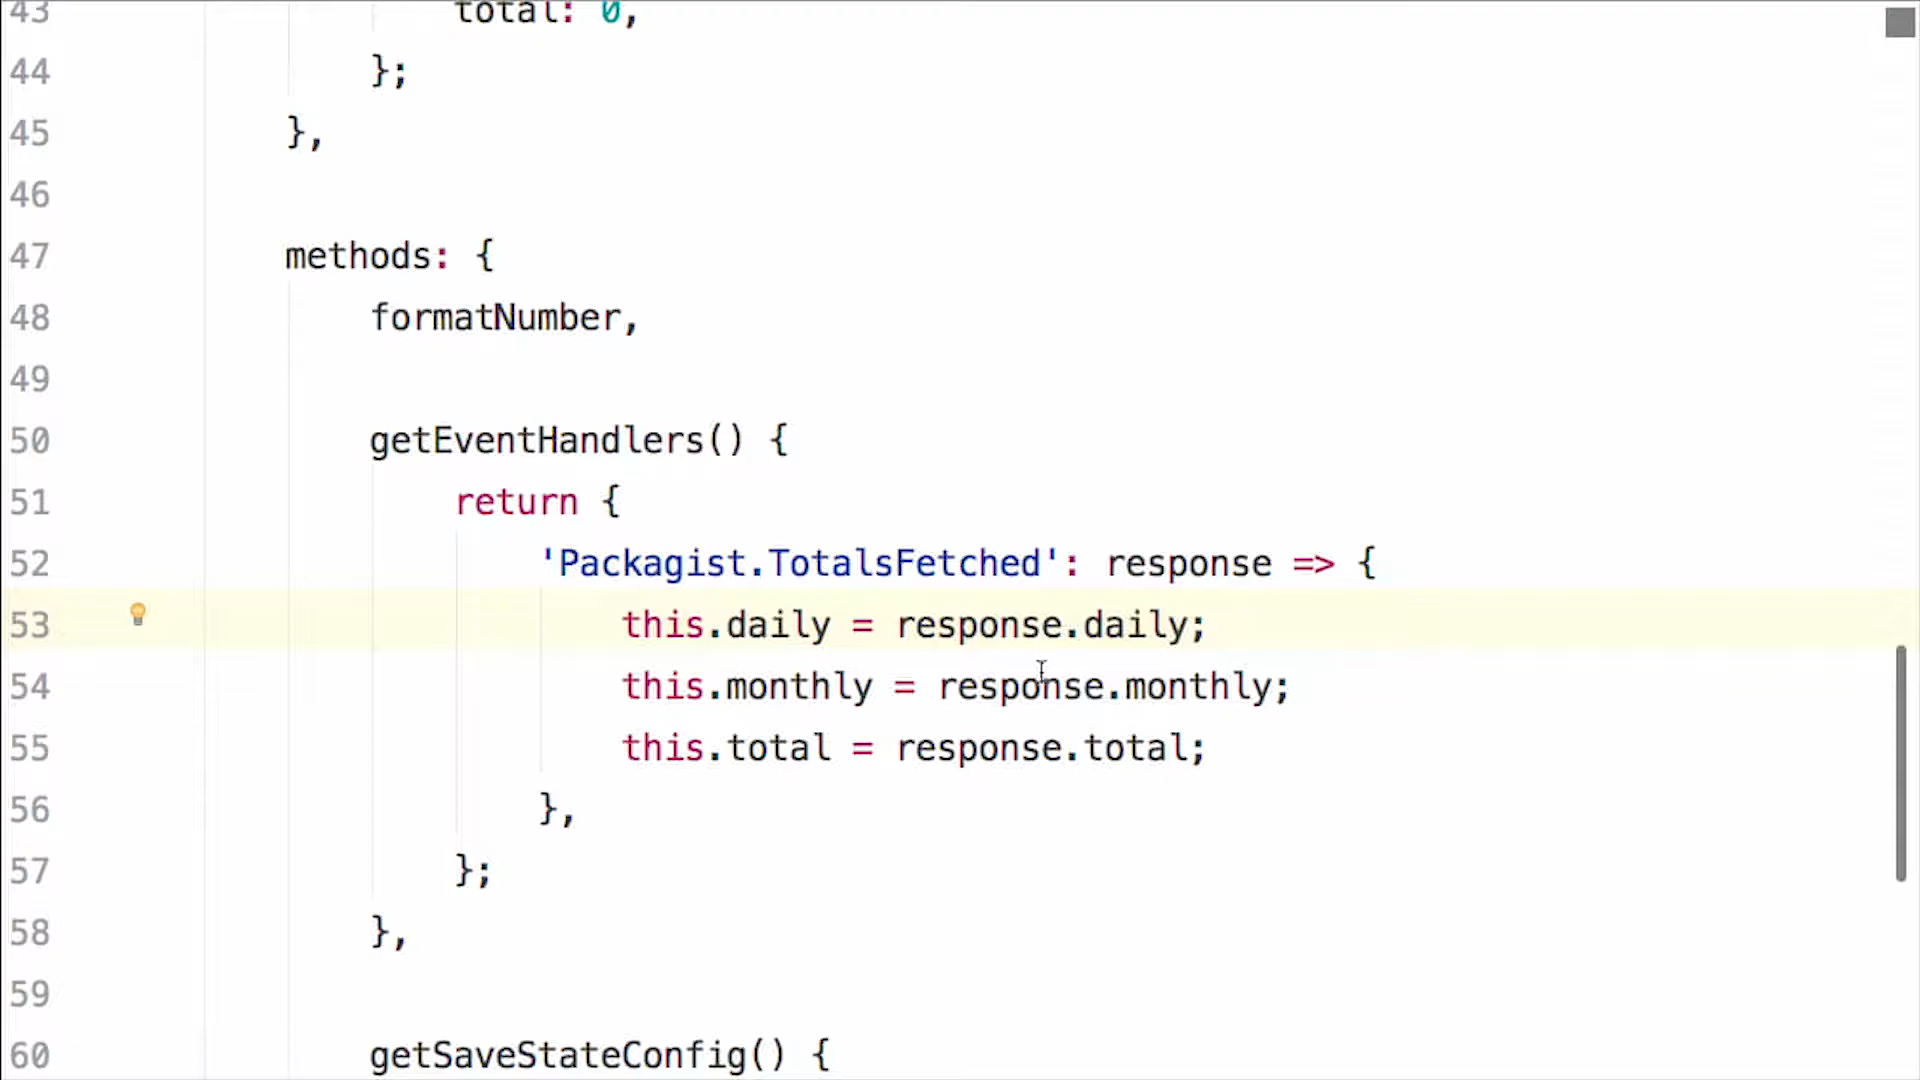 43 total: 0,
44 };
45 },
46
47 methods: {
48 formatNumber,
49
50 getEventHandlers() {
51 return {
52 'Packagist.TotalsFetched': response => {
53 this.daily = response.daily;
54 this.monthly = response.monthly;
55 this.total = response.total;
56 },
57 };
58 },
59
60 getSaveStateConfig() {